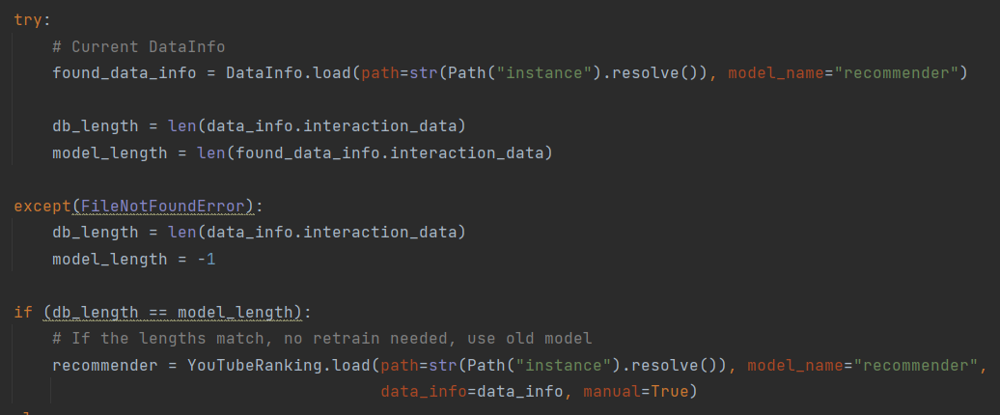 try:
    # Current DataInfo
    found_data_info = DataInfo.load(path=str(Path("instance").resolve()), model_name="recommender")
    db_length = len(data_info.interaction_data)
    model_length = len(found_data_info.interaction_data)
except(FileNotFoundError):
    db_length = len(data_info.interaction_data)
    model_length = -1
if (db_length == model_length):
    # If the lengths match, no retrain needed, use old model
    recommender = YouTubeRanking.load(path=str(Path("instance").resolve()), model_name="recommender",
                                      data_info=data_info, manual=True)